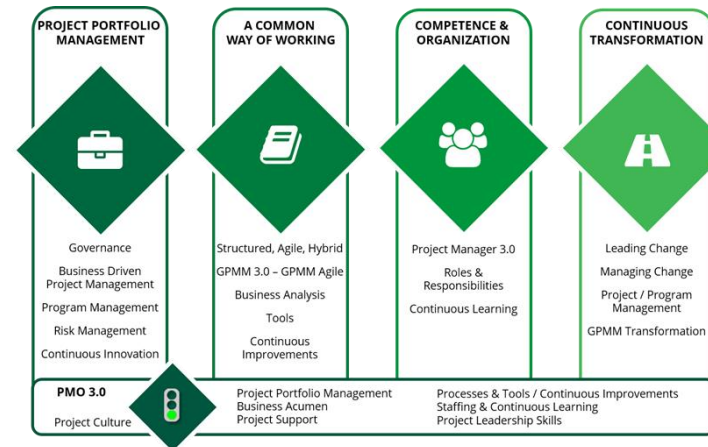 PROJECT PORTFOLIO
MANAGEMENT
A COMMON
WAY OF WORKING
COMPETENCE &
ORGANIZATION
CONTINUOUS
TRANSFORMATION
Governance
Business Driven
Project Management
Program Management
Risk Management
Continuous Innovation
Structured, Agile, Hybrid
GPMM 3.0 – GPMM Agile
Business Analysis
Tools
Continuous
Improvements
Project Manager 3.0
Roles &
Responsibilities
Continuous Learning
Leading Change
Managing Change
Project / Program
Management
GPMM Transformation
PMO 3.0
Project Culture
Project Portfolio Management
Business Acumen
Project Support
Processes & Tools / Continuous Improvements
Staffing & Continuous Learning
Project Leadership Skills